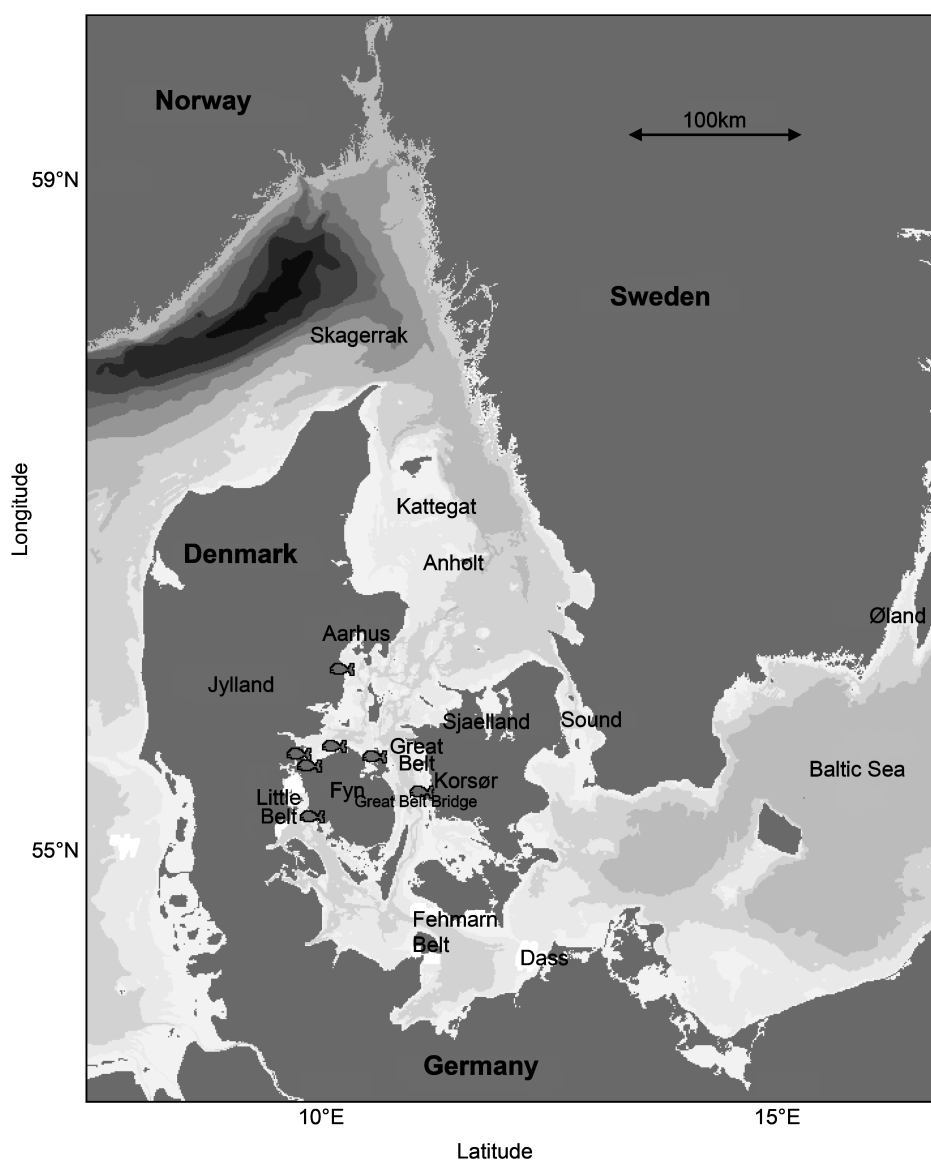 Norway
100km
59°N
Sweden
Skagerrak
Longitude
Kattegat
Denmark
Anholt
Øland
Aarhus
Jylland
Sjaelland
Sound
Great
Belt
Baltic Sea
Korsør
Fyn
Great Belt Bridge
Little
Belt
55°N
Fehmarn
Belt
Dass
Germany
10°E
15°E
Latitude